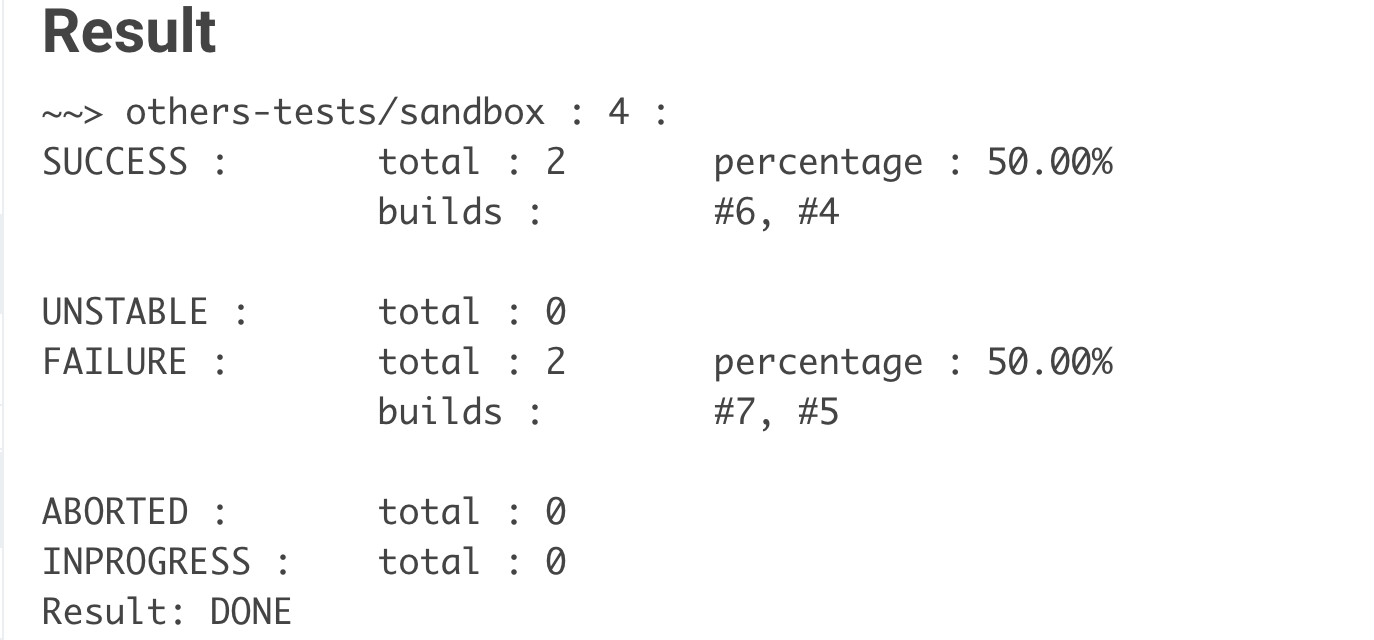 Result
~~> others-tests/sandbox : 4 :
SUCCESS : total : 2 percentage : 50.00%
builds : #6, #4
UNSTABLE : total : 0
FAILURE : total : 2 percentage : 50.00%
builds : #7, #5
ABORTED : total : 0
INPROGRESS : total : 0
Result: DONE